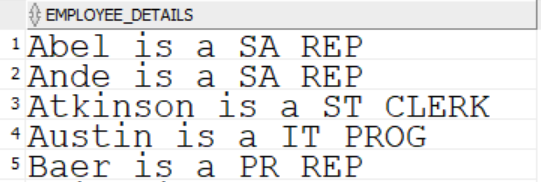 EMPLOYEE_DETAILS
1 Abel is a SA REP
2 Ande is a SA REP
3 Atkinson is a ST CLERK
4 Austin is a IT PROG
5 Baer is a PR REP